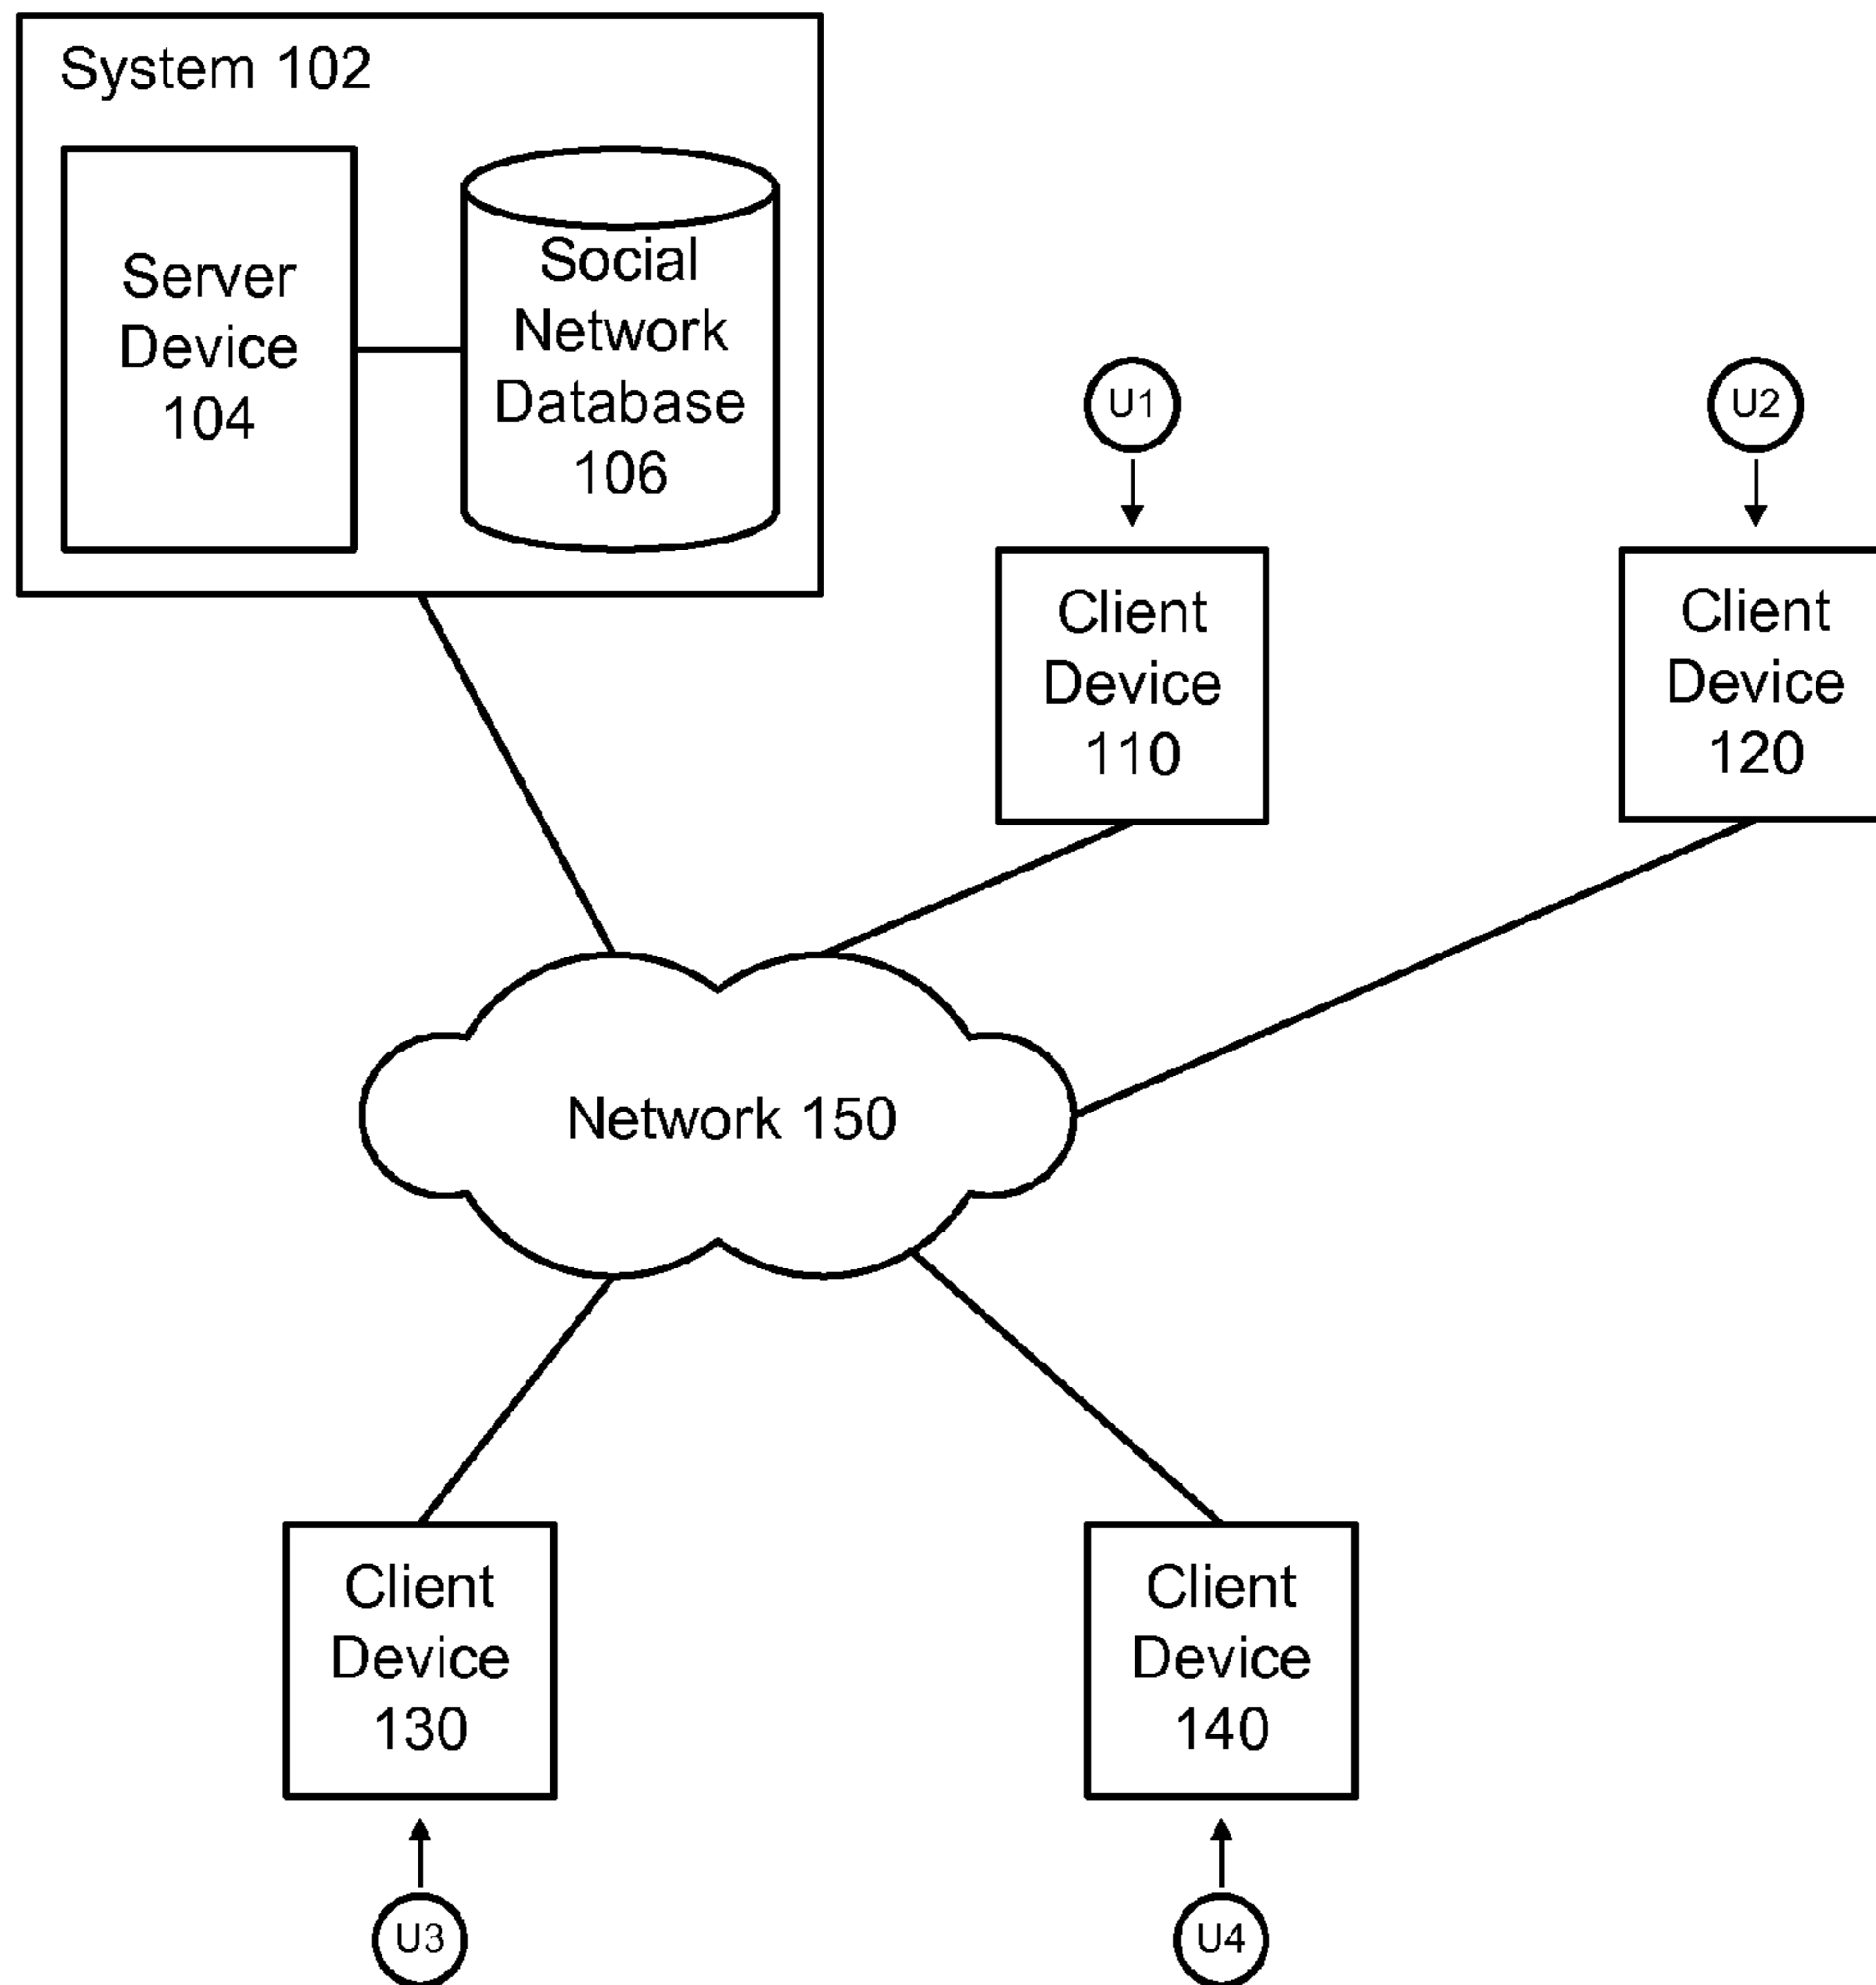 System 102
Server
Device
104
Social
Network
Database
106
U1
U2
Client
Device
110
Client
Device
120
Network 150
Client
Device
130
Client
Device
140
U3
U4